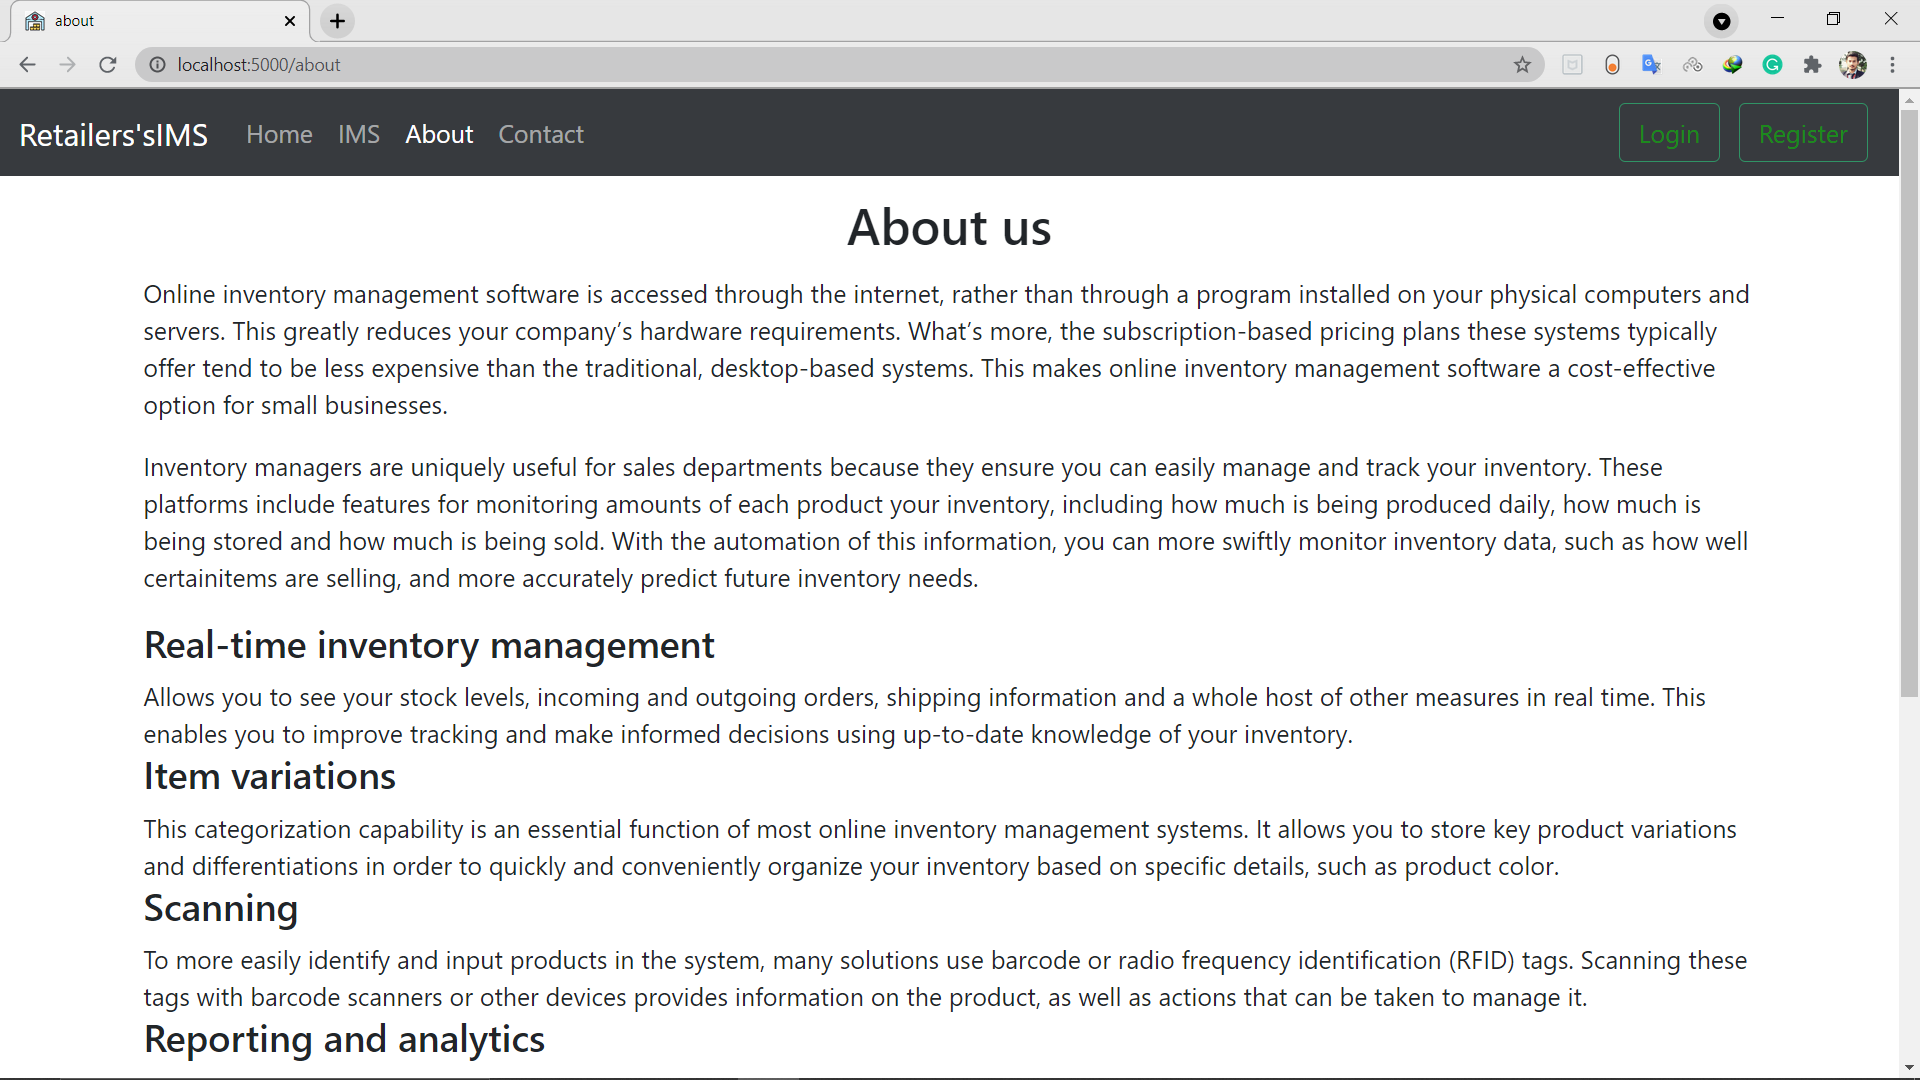 about
localhost:5000/about
Retailers'sIMS Home IMS About Contact Login Register
About us
Online inventory management software is accessed through the internet, rather than through a program installed on your physical computers and
servers. This greatly reduces your company’s hardware requirements. What’s more, the subscription-based pricing plans these systems typically
offer tend to be less expensive than the traditional, desktop-based systems. This makes online inventory management software a cost-effective
option for small businesses.
Inventory managers are uniquely useful for sales departments because they ensure you can easily manage and track your inventory. These
platforms include features for monitoring amounts of each product your inventory, including how much is being produced daily, how much is
being stored and how much is being sold. With the automation of this information, you can more swiftly monitor inventory data, such as how well
certainitems are selling, and more accurately predict future inventory needs.
Real-time inventory management
Allows you to see your stock levels, incoming and outgoing orders, shipping information and a whole host of other measures in real time. This
enables you to improve tracking and make informed decisions using up-to-date knowledge of your inventory.
Item variations
This categorization capability is an essential function of most online inventory management systems. It allows you to store key product variations
and differentiations in order to quickly and conveniently organize your inventory based on specific details, such as product color.
Scanning
To more easily identify and input products in the system, many solutions use barcode or radio frequency identification (RFID) tags. Scanning these
tags with barcode scanners or other devices provides information on the product, as well as actions that can be taken to manage it.
Reporting and analytics